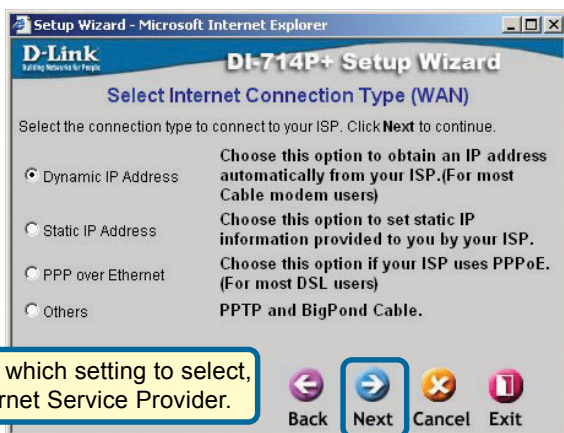 Setup Wizard - Microsoft Internet Explorer
D-Link
Building Networks for People
DI-714P+ Setup Wizard
Select Internet Connection Type (WAN)
Select the connection type to connect to your ISP. Click Next to continue.
Dynamic IP Address
Choose this option to obtain an IP address
automatically from your ISP.(For most
Cable modem users)
Static IP Address
Choose this option to set static IP
information provided to you by your ISP.
PPP over Ethernet
Choose this option if your ISP uses PPPoE.
(For most DSL users)
Others
PPTP and BigPond Cable.
which setting to select,
rnet Service Provider.
Back Next Cancel Exit